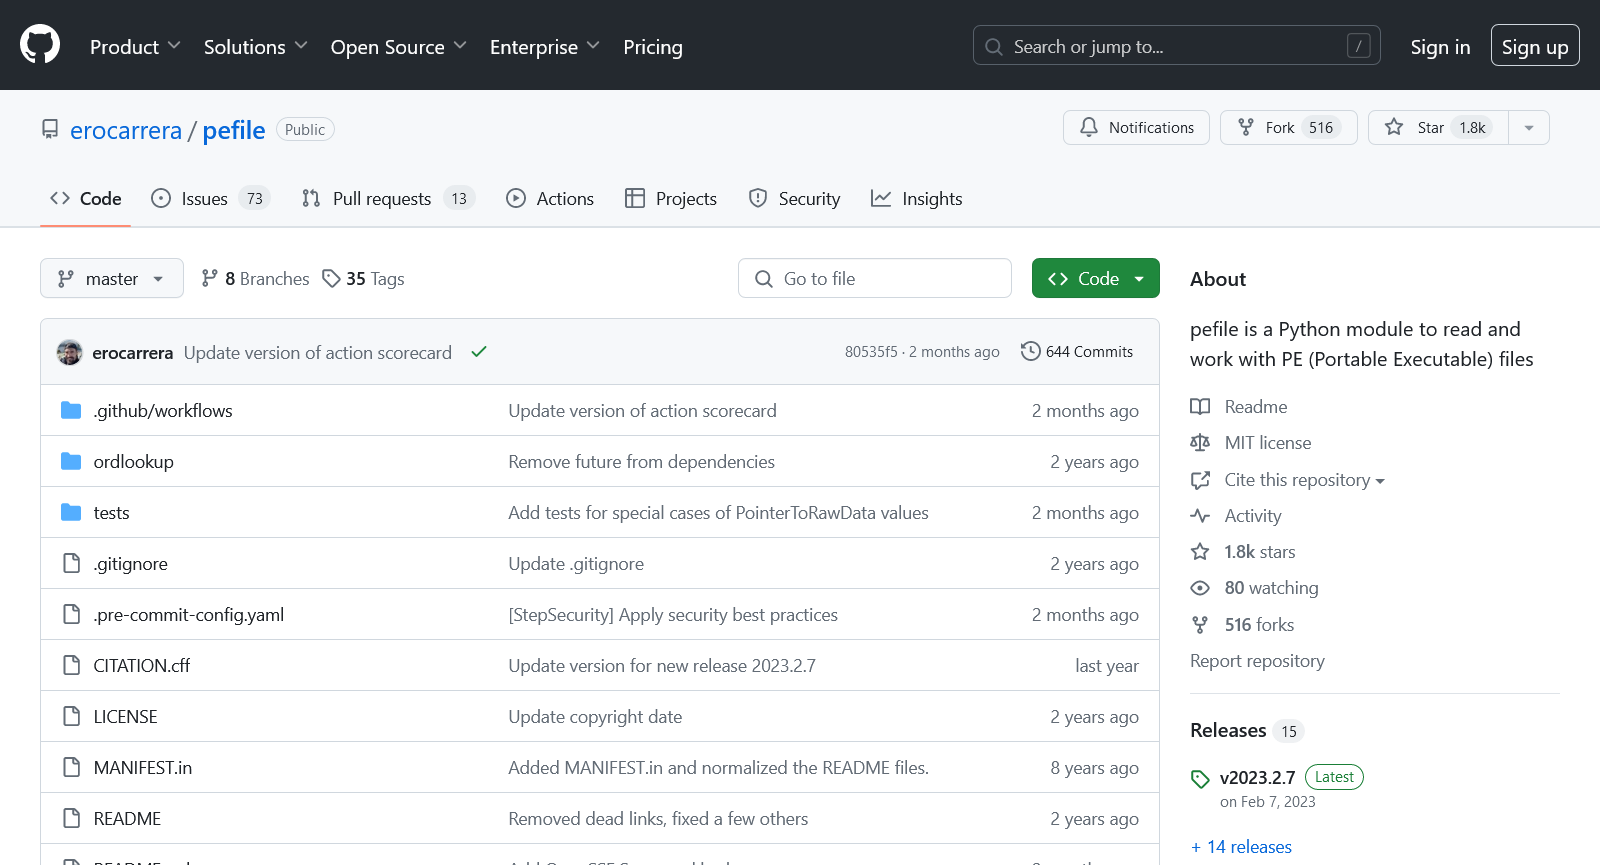 Product Solutions Open Source Enterprise Pricing Search or jump to... / Sign in Sign up
erocarrera / pefile Public Notifications Fork 516 Star 1.8k
Code Issues 73 Pull requests 13 Actions Projects Security Insights
master 8 Branches 35 Tags Go to file Code
erocarrera Update version of action scorecard 80535f5 · 2 months ago 644 Commits
.github/workflows Update version of action scorecard 2 months ago
ordlookup Remove future from dependencies 2 years ago
tests Add tests for special cases of PointerToRawData values 2 months ago
.gitignore Update .gitignore 2 years ago
.pre-commit-config.yaml [StepSecurity] Apply security best practices 2 months ago
CITATION.cff Update version for new release 2023.2.7 last year
LICENSE Update copyright date 2 years ago
MANIFEST.in Added MANIFEST.in and normalized the README files. 8 years ago
README Removed dead links, fixed a few others 2 years ago
About
pefile is a Python module to read and
work with PE (Portable Executable) files
Readme
MIT license
Cite this repository
Activity
1.8k stars
80 watching
516 forks
Report repository
Releases 15
v2023.2.7 Latest
on Feb 7, 2023
+ 14 releases